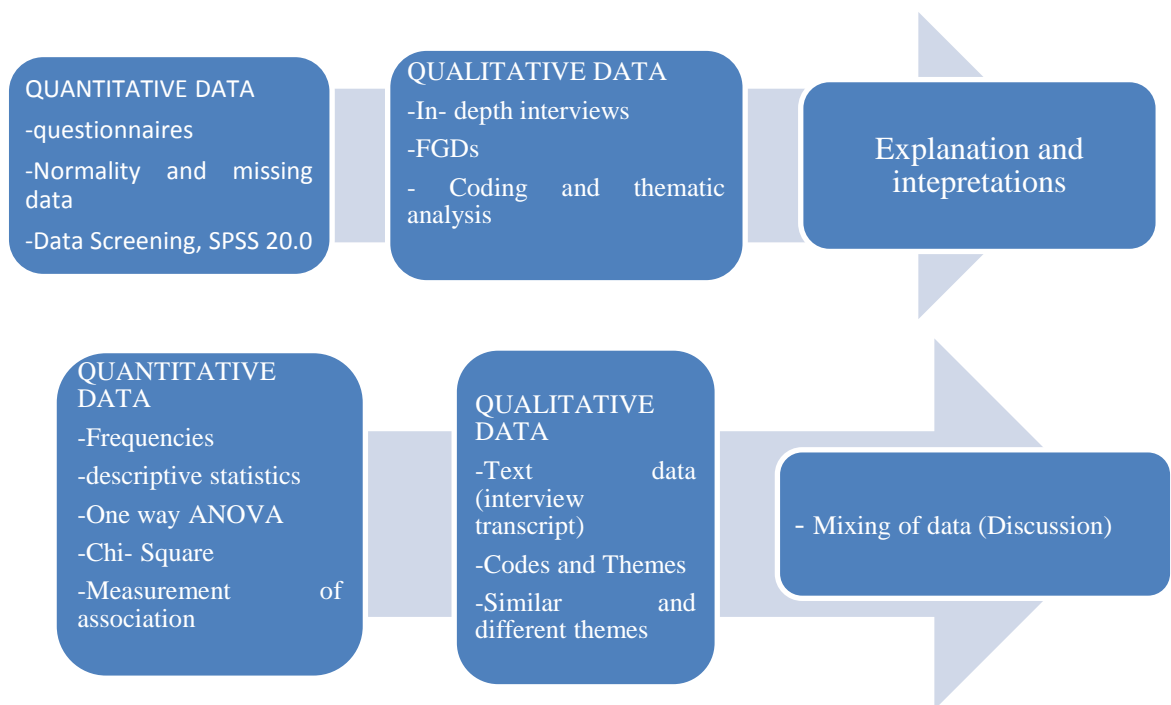 QUANTITATIVE DATA
-questionnaires
-Normality and missing
data
-Data Screening, SPSS 20.0
QUALITATIVE DATA
-In- depth interviews
-FGDs
- Coding and thematic
analysis
Explanation and
intepretations
QUANTITATIVE
DATA
-Frequencies
-descriptive statistics
-One way ANOVA
-Chi- Square
-Measurement of
association
QUALITATIVE
DATA
-Text data
(interview
transcript)
-Codes and Themes
-Similar and
different themes
- Mixing of data (Discussion)